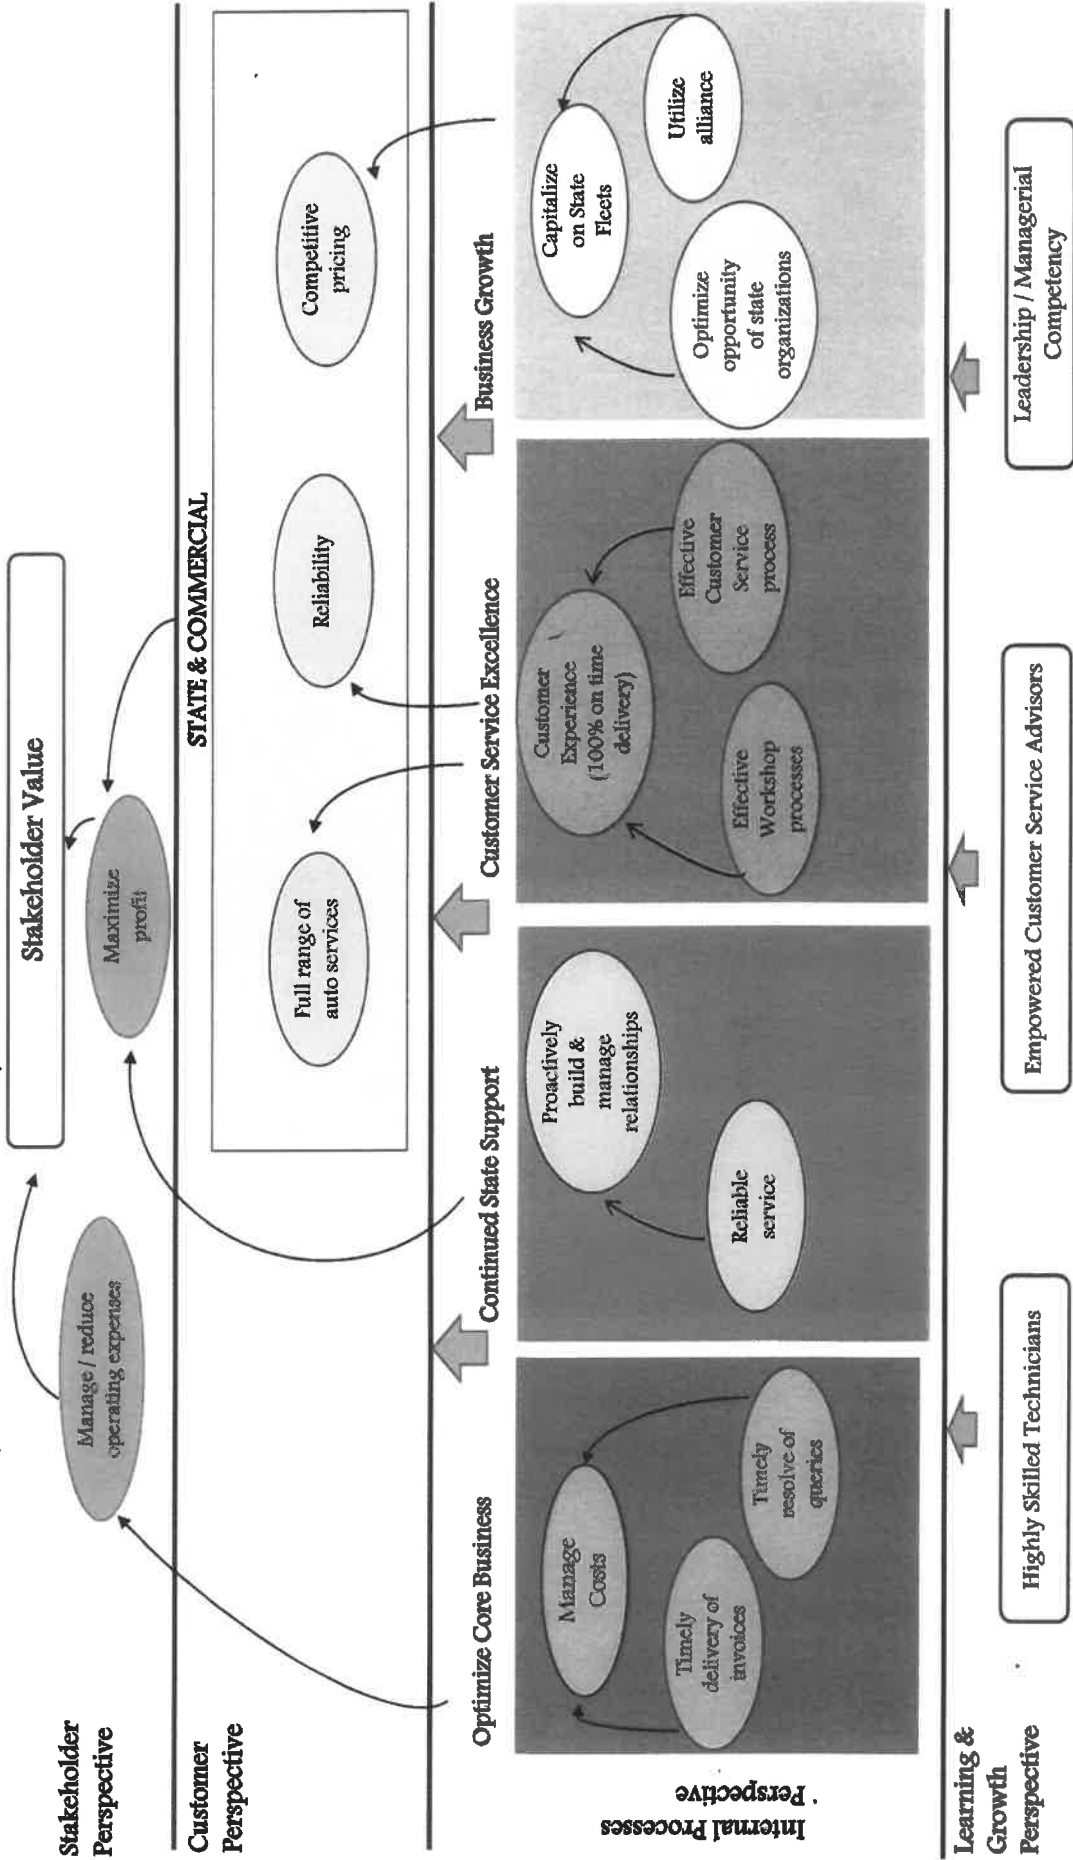 Stakeholder
Perspective
Stakeholder Value
Manage / reduce
operating expenses
Maximize
profit
Customer
Perspective
STATE & COMMERCIAL
Full range of
auto services
Reliability
Competitive
pricing
Optimize Core Business
Continued State Support
Customer Service Excellence
Business Growth
Internal Processes
Perspective
Manage
Costs
Timely
delivery of
invoices
Timely
resolve of
queries
Proactively
build &
manage
relationships
Reliable
service
Customer
Experience
(100% on time
delivery)
Effective
Workshop
processes
Effective
Customer
Service
process
Capitalize
on State
Fleets
Optimize
opportunity
of state
organizations
Utilize
alliance
Learning &
Growth
Perspective
Highly Skilled Technicians
Empowered Customer Service Advisors
Leadership / Managerial
Competency